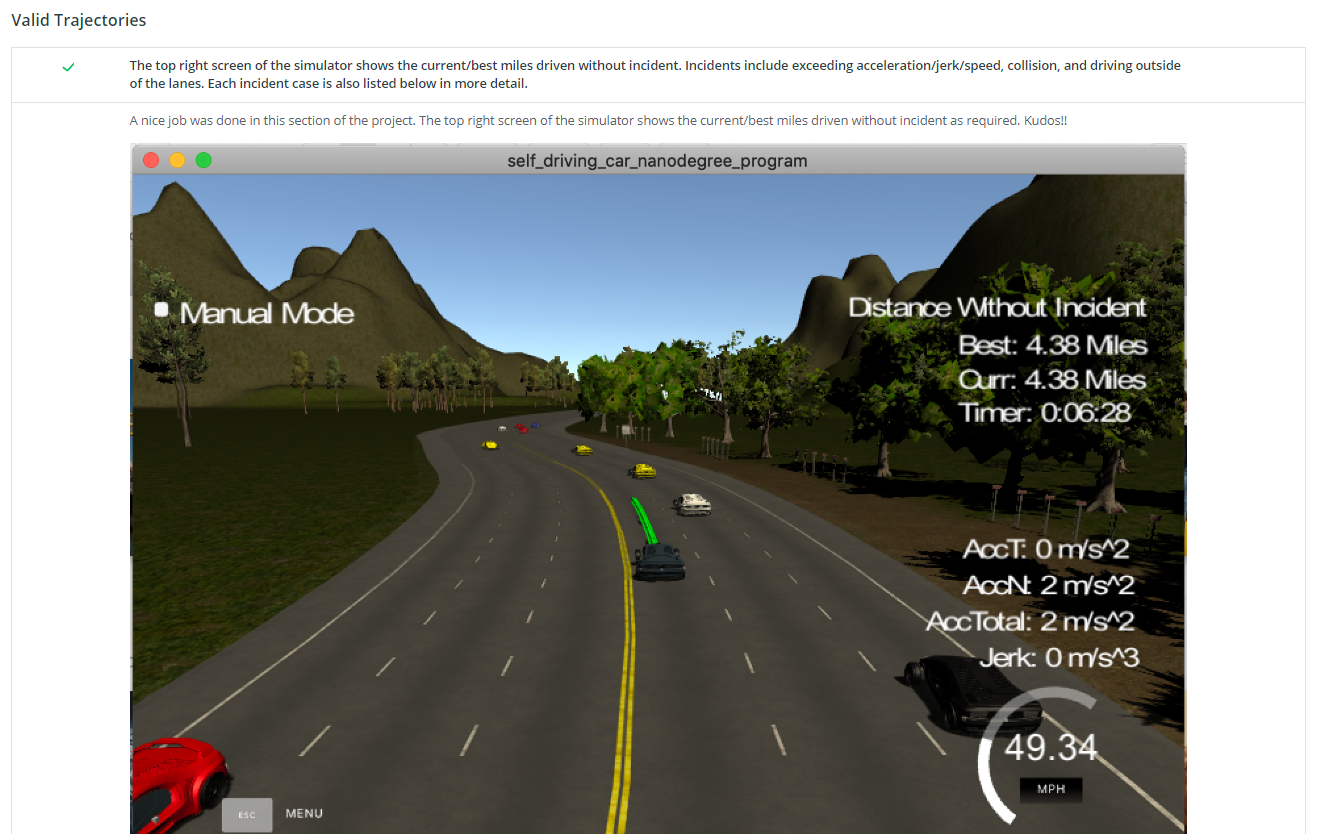 Valid Trajectories
The top right screen of the simulator shows the current/best miles driven without incident. Incidents include exceeding acceleration/jerk/speed, collision, and driving outside
of the lanes. Each incident case is also listed below in more detail.
A nice job was done in this section of the project. The top right screen of the simulator shows the current/best miles driven without incident as required. Kudos!!
self_driving_car_nanodegree_program
Manual Mode
Distance Without Incident
Best: 4.38 Miles
Curr: 4.38 Miles
Timer: 0:06:28
AccT: 0 m/s^2
AccN: 2 m/s^2
AccTotal: 2 m/s^2
Jerk: 0 m/s^3
49.34
MPH
ESC MENU